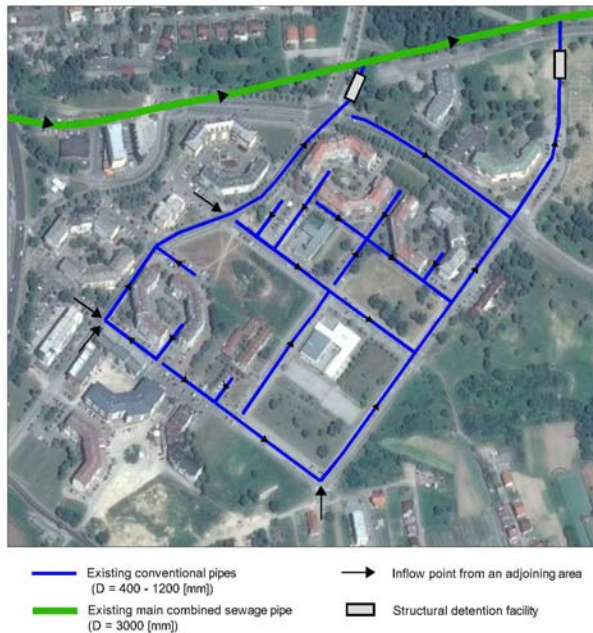 Existing conventional pipes
(D = 400 - 1200 [mm])
Existing main combined sewage pipe
(D = 3000 [mm])
Inflow point from an adjoining area
Structural detention facility